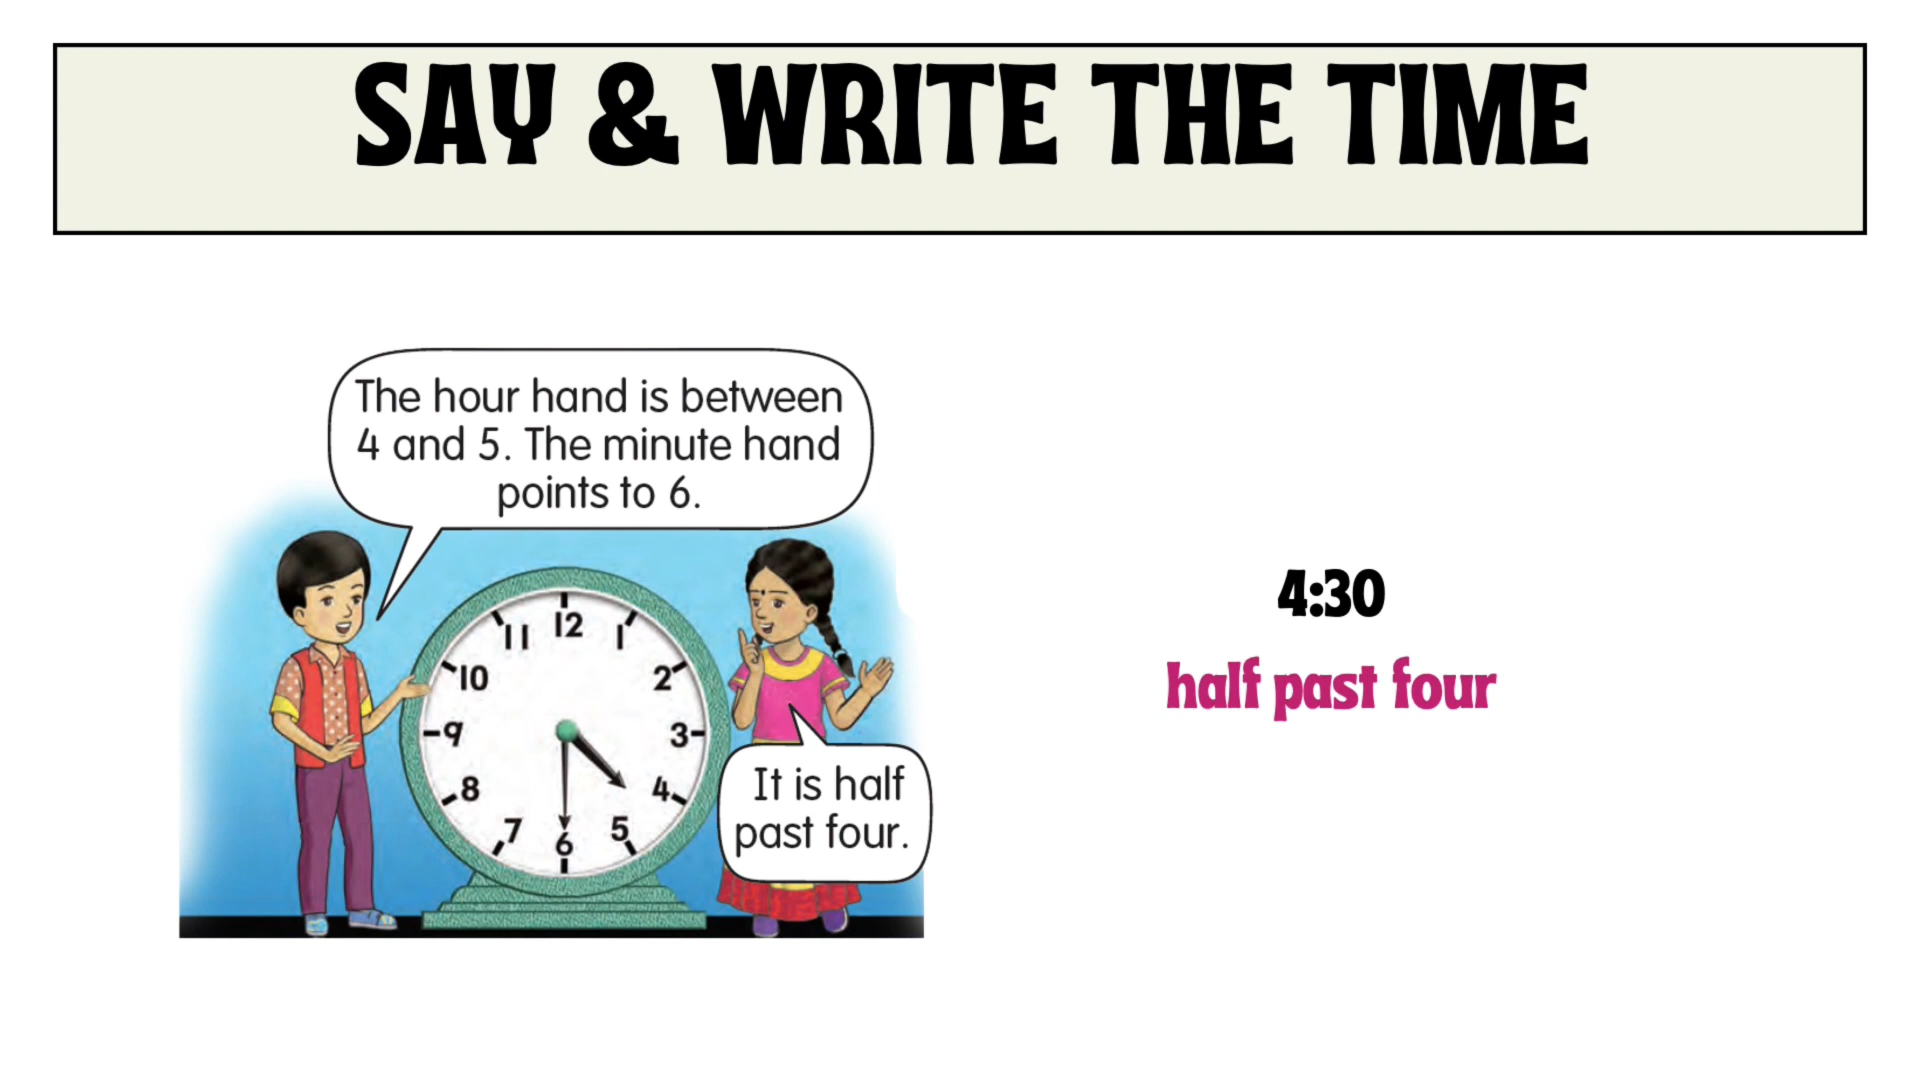 SAY & WRITE THE TIME
The hour hand is between
4 and 5. The minute hand
points to 6.
12
11
1
10
2
9
3
8
4
7
5
6
It is half
past four.
4:30
half past four